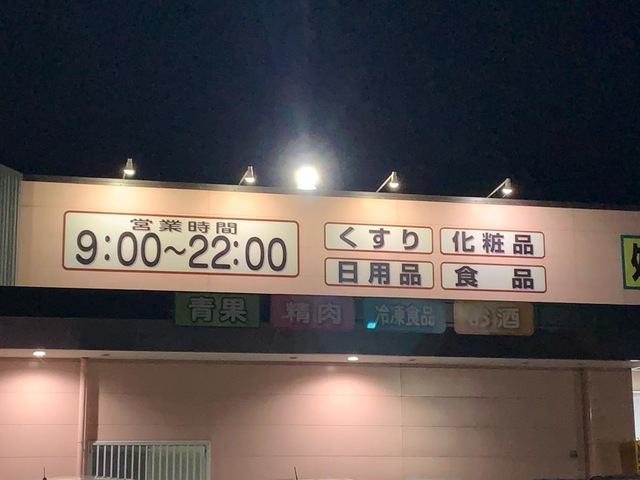 営業時間
9:00~22:00
くすり
化粧品
日用品
食品
青果
精肉
冷凍食品
お酒